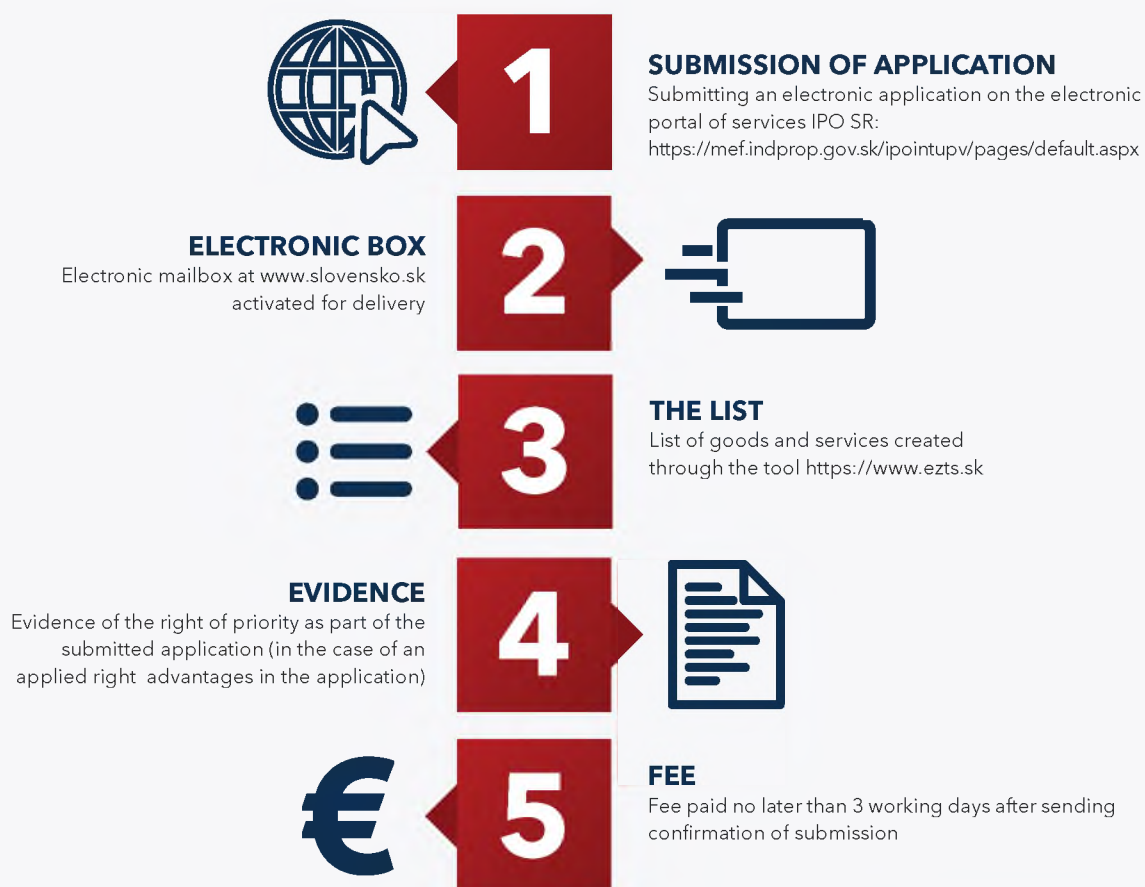 1
SUBMISSION OF APPLICATION
Submitting an electronic application on the electronic
portal of services IPO SR:
https://mef.indprop.gov.sk/ipointupv/pages/default.aspx
2
ELECTRONIC BOX
Electronic mailbox at www.slovensko.sk
activated for delivery
3
THE LIST
List of goods and services created
through the tool https://www.ezts.sk
4
EVIDENCE
Evidence of the right of priority as part of the
submitted application (in the case of an
applied right advantages in the application)
5
FEE
Fee paid no later than 3 working days after sending
confirmation of submission
€